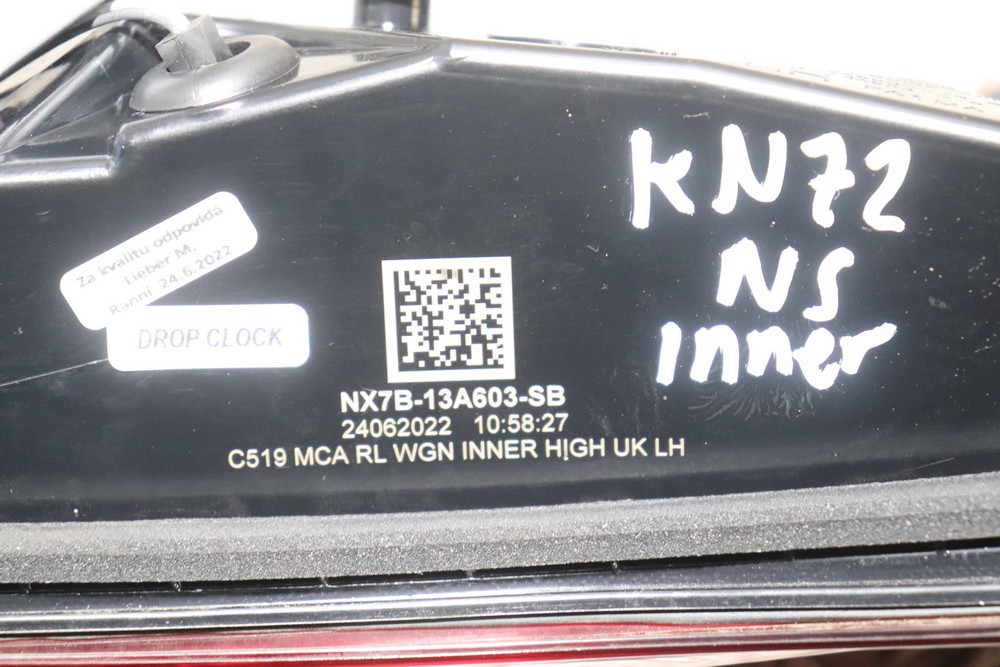 Za kvalitu odpovídá
Lieber M.
Ranní 24.6.2022
DROP CLOCK
NX7B-13A603-SB
24062022 10:58:27
C519 MCA RL WGN INNER HIGH UK LH
KN72
NS
Inner